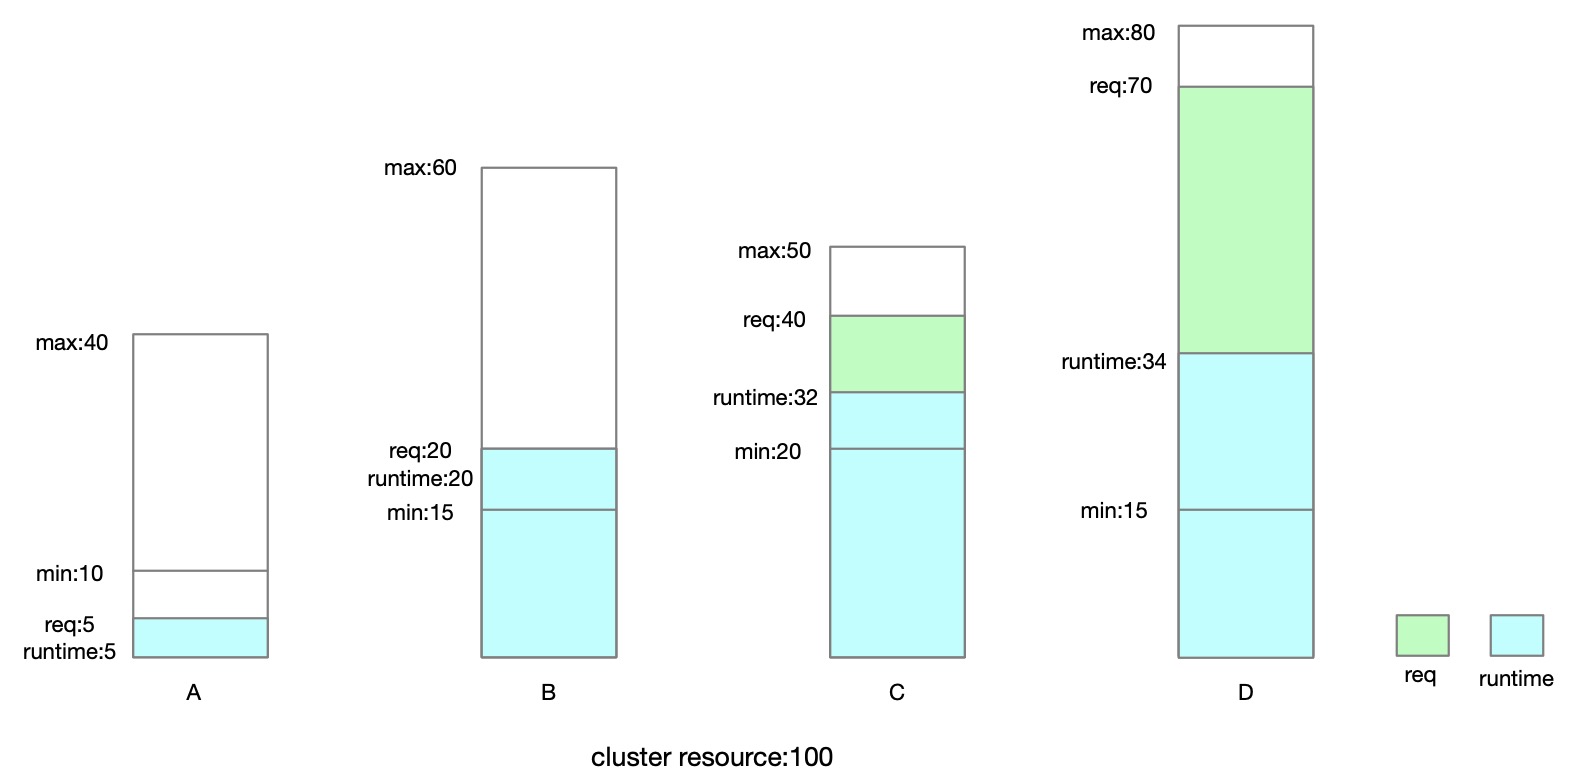 max:40
min:10
req:5
runtime:5
A
max:60
req:20
runtime:20
min:15
B
max:50
req:40
runtime:32
min:20
C
max:80
req:70
runtime:34
min:15
D
req
runtime
cluster resource:100